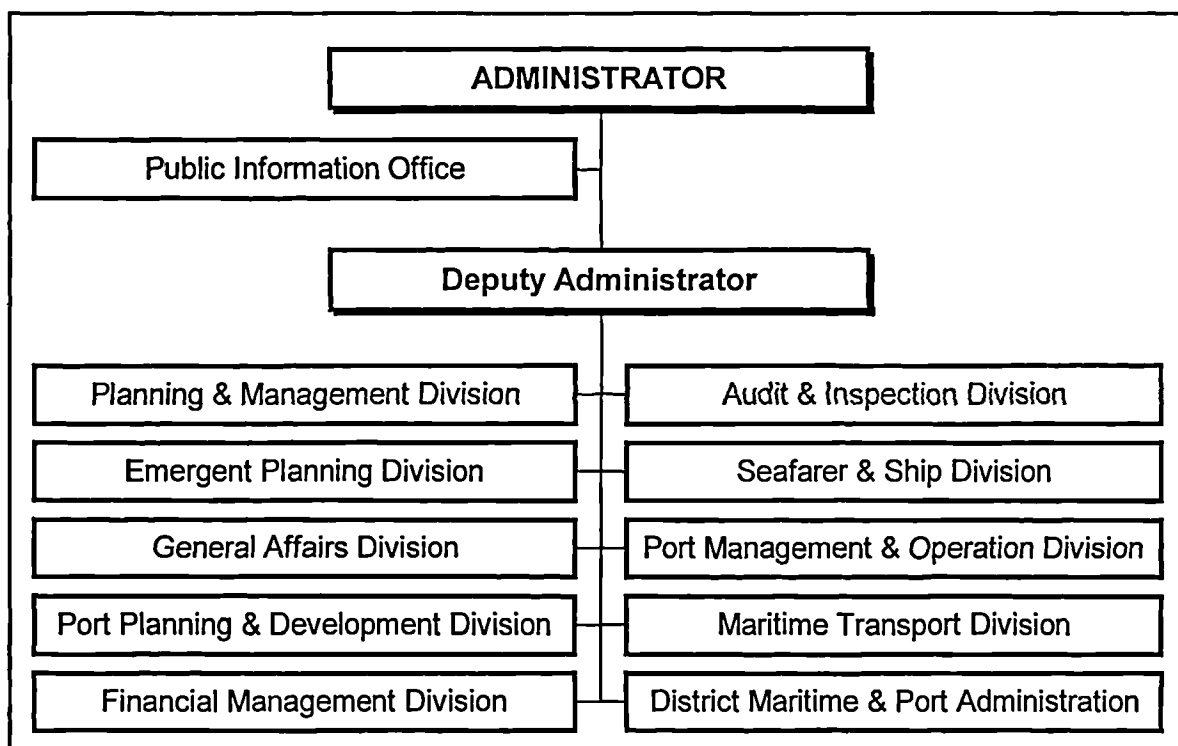 ADMINISTRATOR
Public Information Office
Deputy Administrator
Planning & Management Division
Audit & Inspection Division
Emergent Planning Division
Seafarer & Ship Division
General Affairs Division
Port Management & Operation Division
Port Planning & Development Division
Maritime Transport Division
Financial Management Division
District Maritime & Port Administration